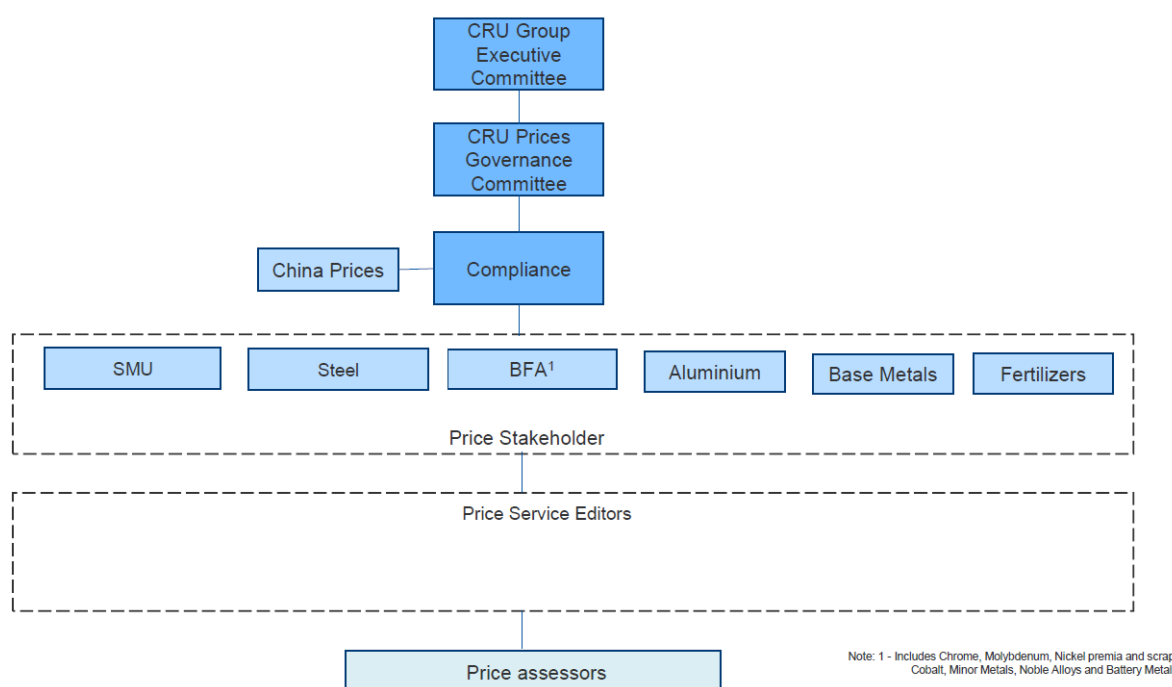 CRU Group
Executive
Committee
CRU Prices
Governance
Committee
China Prices
Compliance
SMU
Steel
BFA¹
Aluminium
Base Metals
Fertilizers
Price Stakeholder
Price Service Editors
Price assessors
Note: 1 - Includes Chrome, Molybdenum, Nickel premia and scrap
Cobalt, Minor Metals, Noble Alloys and Battery Metal